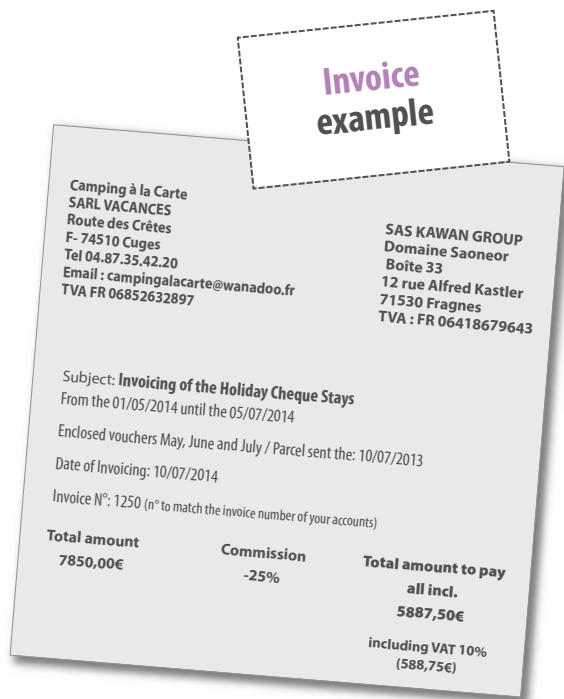 Invoice
example
Camping à la Carte
SARL VACANCES
Route des Crêtes
F- 74510 Cuges
Tel 04.87.35.42.20
Email : campingalacarte@wanadoo.fr
TVA FR 06852632897
SAS KAWAN GROUP
Domaine Saoneor
Boîte 33
12 rue Alfred Kastler
71530 Fragnes
TVA : FR 06418679643
Subject: Invoicing of the Holiday Cheque Stays
From the 01/05/2014 until the 05/07/2014
Enclosed vouchers May, June and July / Parcel sent the: 10/07/2013
Date of Invoicing: 10/07/2014
Invoice N°: 1250 (n° to match the invoice number of your accounts)
Total amount
7850,00€
Commission
-25%
Total amount to pay
all incl.
5887,50€
including VAT 10%
(588,75€)